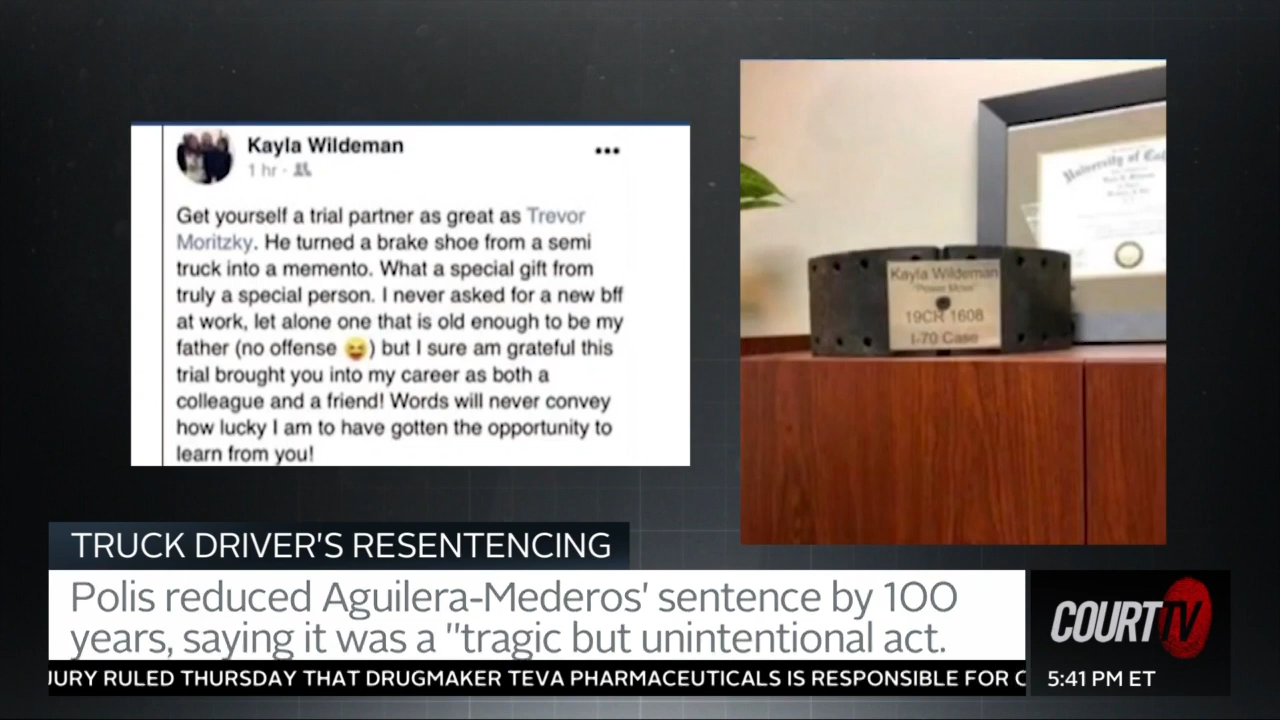 Kayla Wildeman
1 hr
Get yourself a trial partner as great as Trevor
Moritzky. He turned a brake shoe from a semi
truck into a memento. What a special gift from
truly a special person. I never asked for a new bff
at work, let alone one that is old enough to be my
father (no offense 😆) but I sure am grateful this
trial brought you into my career as both a
colleague and a friend! Words will never convey
how lucky I am to have gotten the opportunity to
learn from you!
University of
Kayla Wildeman
19CR 1608
I-70 Case
TRUCK DRIVER'S RESENTENCING
Polis reduced Aguilera-Mederos' sentence by 100
years, saying it was a "tragic but unintentional act.
JURY RULED THURSDAY THAT DRUGMAKER TEVA PHARMACEUTICALS IS RESPONSIBLE FOR
COURT TV
5:41 PM ET